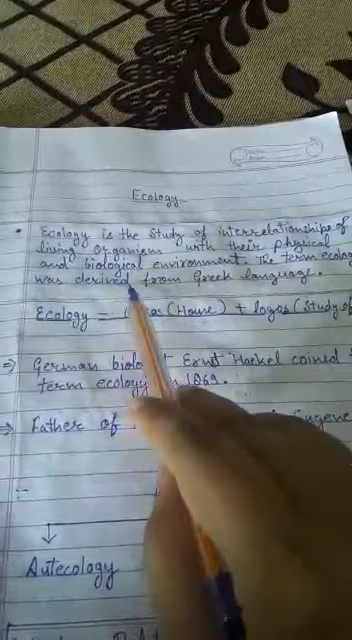 Ecology
Ecology is the study of interrelationships of
living organism with their physical
and biological environment. The term ecology
was derived from Greek language.
Ecology = (House) + logos (study of
⇒ German Ernst Haekel coined
term ecology in 1869.
⇒ Father of Eugene
Autecology